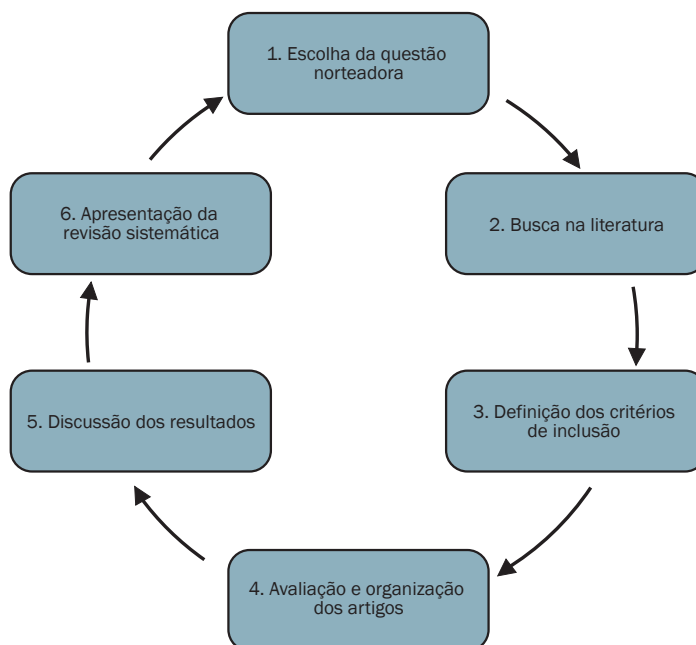 1. Escolha da questão
norteadora
2. Busca na literatura
3. Definição dos critérios
de inclusão
4. Avaliação e organização
dos artigos
5. Discussão dos resultados
6. Apresentação da
revisão sistemática